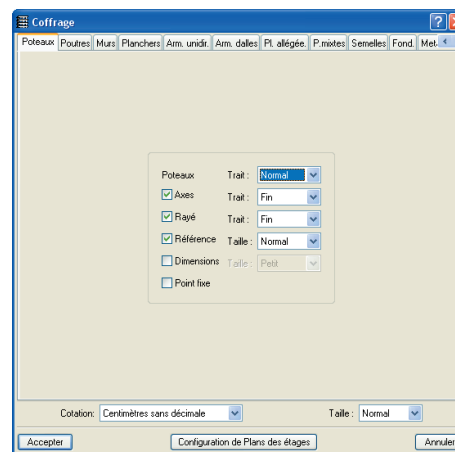 Coffrage
Poteaux Poutres Murs Planchers Arm. unidir. Arm. dalles Pl. allégée. P.mixtes Semelles Fond.
Poteaux Trait : Normal
Axes Trait : Fin
Rayé Trait : Fin
Référence Taille : Normal
Dimensions Taille : Petit
Point fixe
Cotation: Centimètres sans décimale Taille : Normal
Accepter Configuration de Plans des étages Annuler